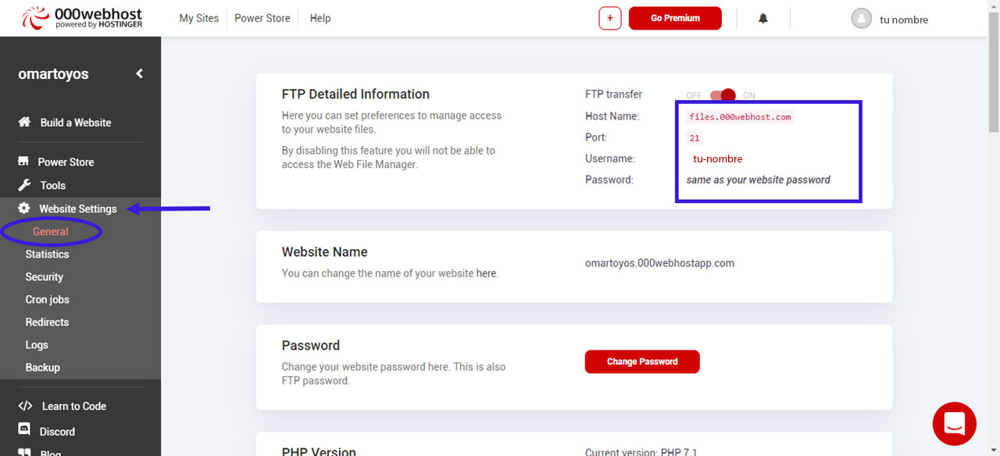 000webhost
powered by HOSTINGER
My Sites
Power Store
Help
+
Go Premium
tu nombre
omartoyos
Build a Website
Power Store
Tools
Website Settings
General
Statistics
Security
Cron jobs
Redirects
Logs
Backup
Learn to Code
Discord
Blog
FTP Detailed Information
Here you can set preferences to manage access
to your website files.
By disabling this feature you will not be able to
access the Web File Manager.
FTP transfer
OFF
ON
Host Name:
files.000webhost.com
Port:
21
Username:
tu-nombre
Password:
same as your website password
Website Name
You can change the name of your website here.
omartoyos.000webhostapp.com
Password
Change your website password here. This is also
FTP password.
Change Password
PHP Version
Current version: PHP 7.1